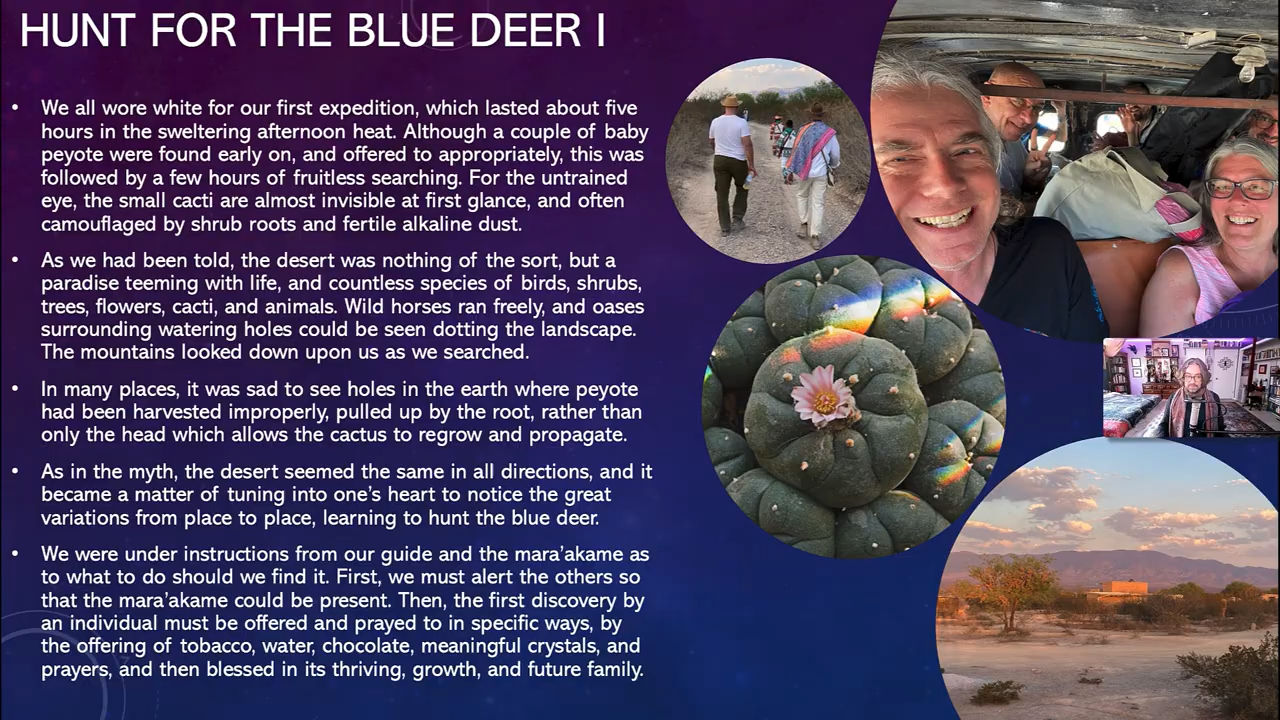 HUNT FOR THE BLUE DEER I
• We all wore white for our first expedition, which lasted about five
hours in the sweltering afternoon heat. Although a couple of baby
peyote were found early on, and offered to appropriately, this was
followed by a few hours of fruitless searching. For the untrained
eye, the small cacti are almost invisible at first glance, and often
camouflaged by shrub roots and fertile alkaline dust.
• As we had been told, the desert was nothing of the sort, but a
paradise teeming with life, and countless species of birds, shrubs,
trees, flowers, cacti, and animals. Wild horses ran freely, and oases
surrounding watering holes could be seen dotting the landscape.
The mountains looked down upon us as we searched.
• In many places, it was sad to see holes in the earth where peyote
had been harvested improperly, pulled up by the root, rather than
only the head which allows the cactus to regrow and propagate.
• As in the myth, the desert seemed the same in all directions, and it
became a matter of tuning into one's heart to notice the great
variations from place to place, learning to hunt the blue deer.
• We were under instructions from our guide and the mara'akame as
to what to do should we find it. First, we must alert the others so
that the mara'akame could be present. Then, the first discovery by
an individual must be offered and prayed to in specific ways, by
the offering of tobacco, water, chocolate, meaningful crystals, and
prayers, and then blessed in its thriving, growth, and future family.